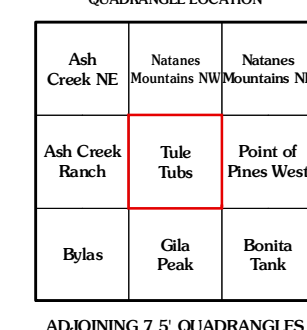 QUADRANGLE LOCATION
Ash Natanes Natanes
Creek NE Mountains NW Mountains NE
Ash Creek Tule Point of
Ranch Tubs Pines West
Bylas Gila Bonita
Peak Tank
ADJOINING 7.5' QUADRANGLES